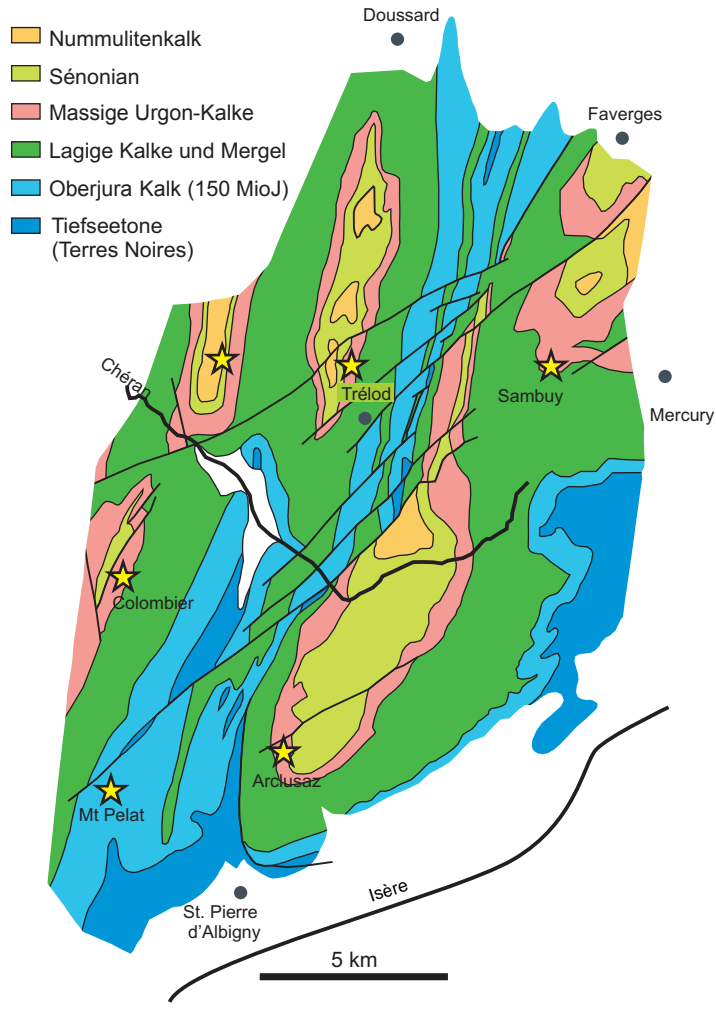 Doussard
Nummulitenkalk
Sénonian
Massige Urgon-Kalke
Faverges
Lagige Kalke und Mergel
Oberjura Kalk (150 MioJ)
Tiefseetone
(Terres Noires)
Chéran
Trélod
Sambuy
Mercury
Colombier
Arclusaz
Mt Pelat
Isère
St. Pierre
d'Albigny
5 km